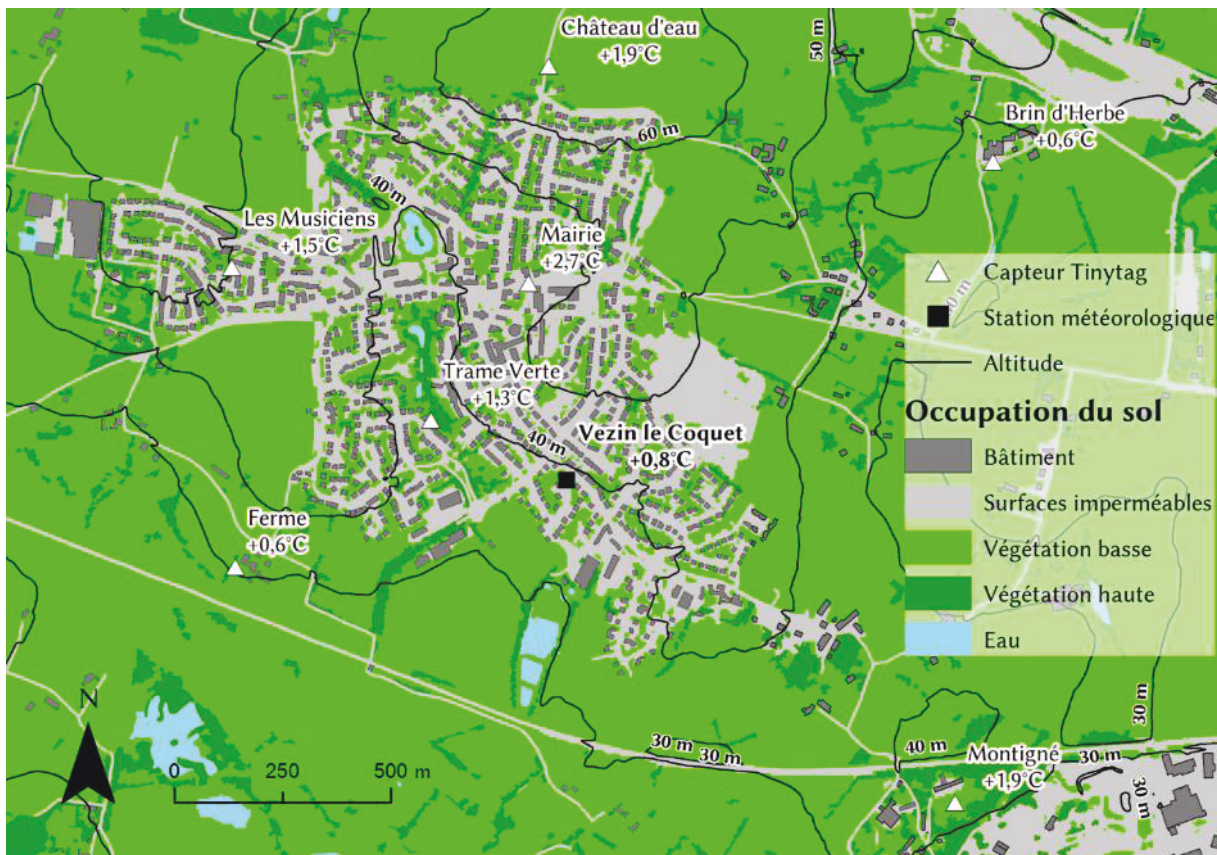 Château d'eau
+1,9°C
50 m
60 m
Brin d'Herbe
+0,6°C
40 m
Les Musiciens
+1,5°C
Mairie
+2,7°C
Trame Verte
+1,3°C
40 m
Vezin le Coquet
+0,8°C
Ferme
+0,6°C
Capteur Tinytag
Station météorologique
Altitude
Occupation du sol
Bâtiment
Surfaces imperméables
Végétation basse
Végétation haute
Eau
N
0 250 500 m
30 m 30 m
40 m
30 m
30 m
Montigné
+1,9°C
30 m